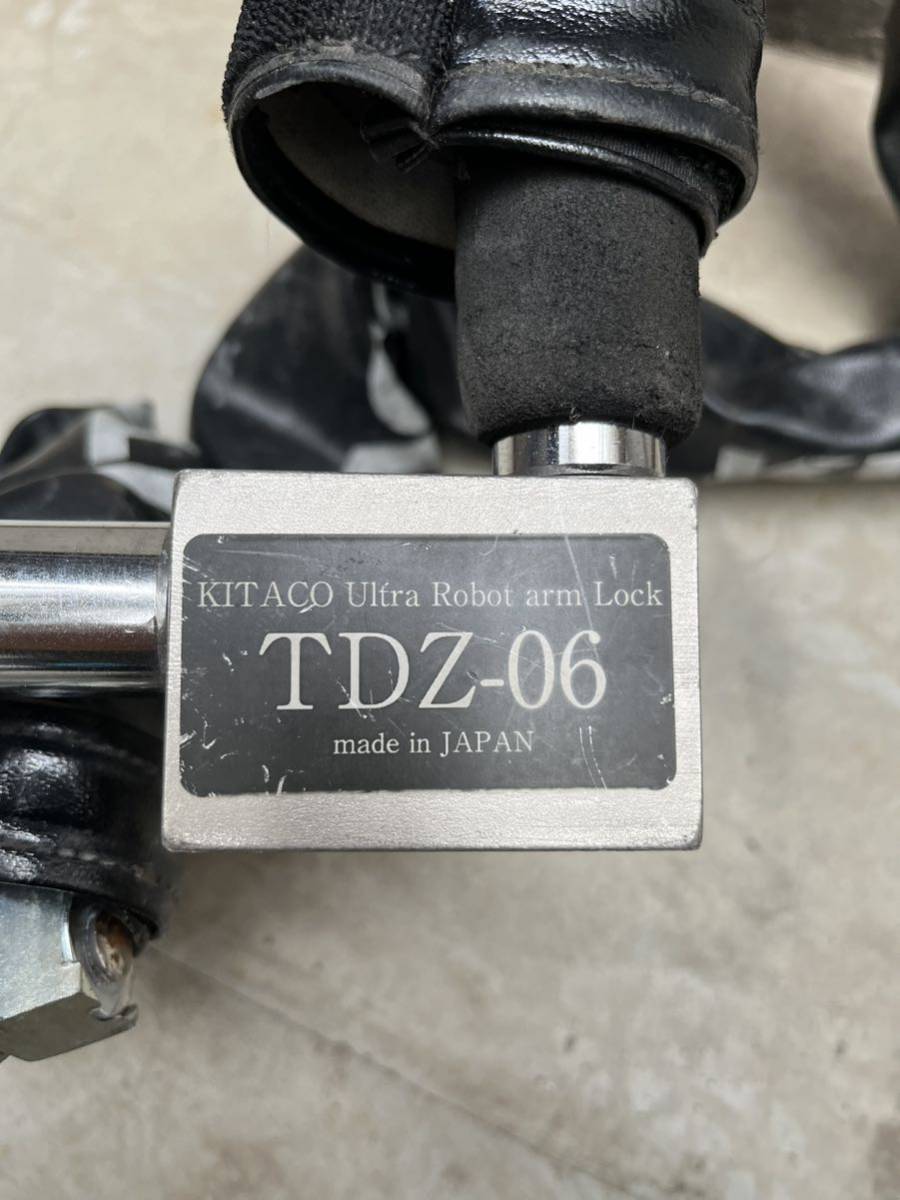 KITACO Ultra Robot arm Lock
TDZ-06
made in JAPAN